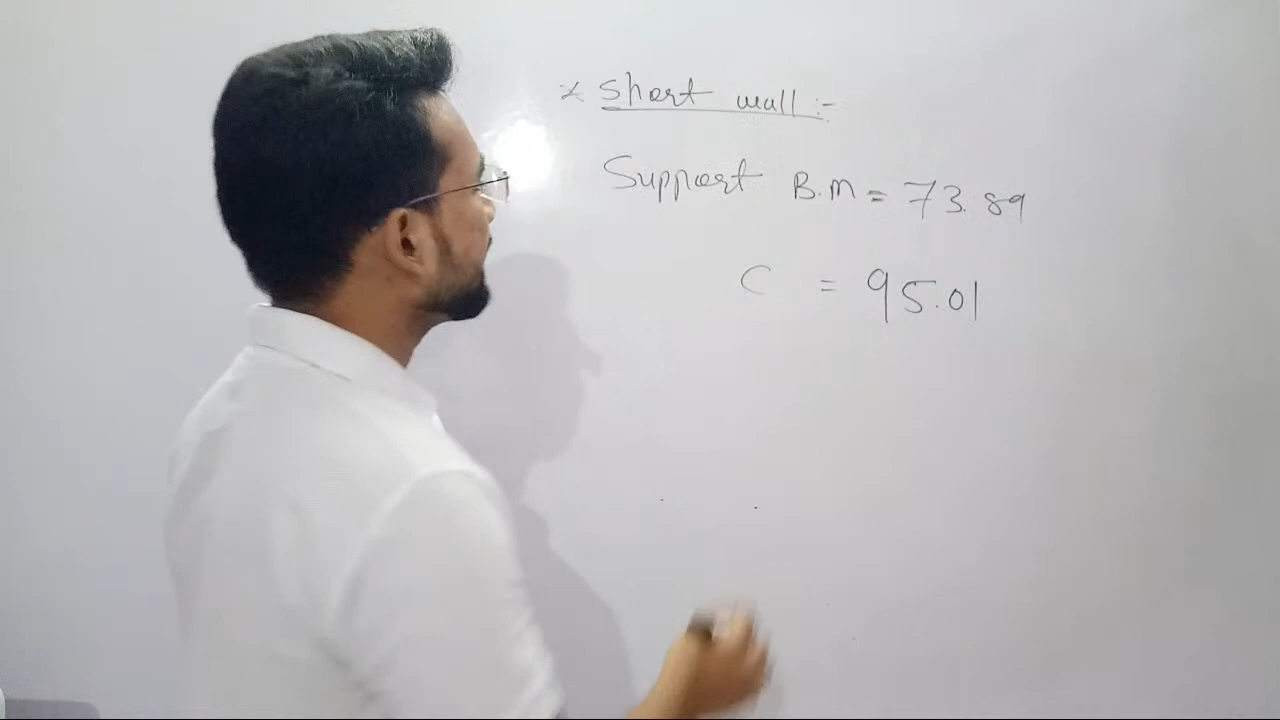 * Short wall :-
Support B.M = 73.89
C = 95.01